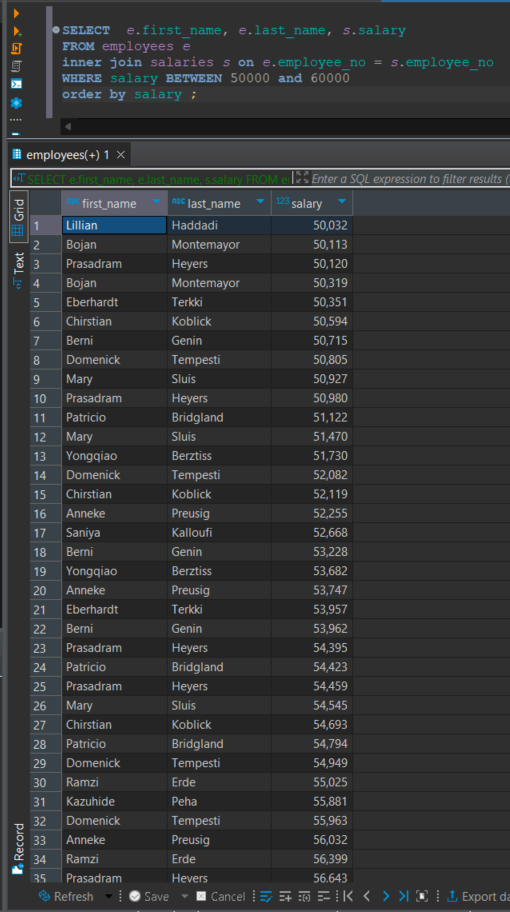 SELECT e.first_name, e.last_name, s.salary
FROM employees e
inner join salaries s on e.employee_no = s.employee_no
WHERE salary BETWEEN 50000 and 60000
order by salary ;
employees(+) 1
SELECT e.first_name, e.last_name, s.salary FROM e
Enter a SQL expression to filter results (
Grid
Text
Record
first_name last_name 123 salary
1 Lillian Haddadi 50,032
2 Bojan Montemayor 50,113
3 Prasadram Heyers 50,120
4 Bojan Montemayor 50,319
5 Eberhardt Terkki 50,351
6 Chirstian Koblick 50,594
7 Berni Genin 50,715
8 Domenick Tempesti 50,805
9 Mary Sluis 50,927
10 Prasadram Heyers 50,980
11 Patricio Bridgland 51,122
12 Mary Sluis 51,470
13 Yongqiao Berztiss 51,730
14 Domenick Tempesti 52,082
15 Chirstian Koblick 52,119
16 Anneke Preusig 52,255
17 Saniya Kalloufi 52,668
18 Berni Genin 53,228
19 Yongqiao Berztiss 53,682
20 Anneke Preusig 53,747
21 Eberhardt Terkki 53,957
22 Berni Genin 53,962
23 Prasadram Heyers 54,395
24 Patricio Bridgland 54,423
25 Prasadram Heyers 54,459
26 Mary Sluis 54,545
27 Chirstian Koblick 54,693
28 Patricio Bridgland 54,794
29 Domenick Tempesti 54,949
30 Ramzi Erde 55,025
31 Kazuhide Peha 55,881
32 Domenick Tempesti 55,963
33 Anneke Preusig 56,032
34 Ramzi Erde 56,399
35 Prasadram Heyers 56,643
Refresh Save Cancel Export da